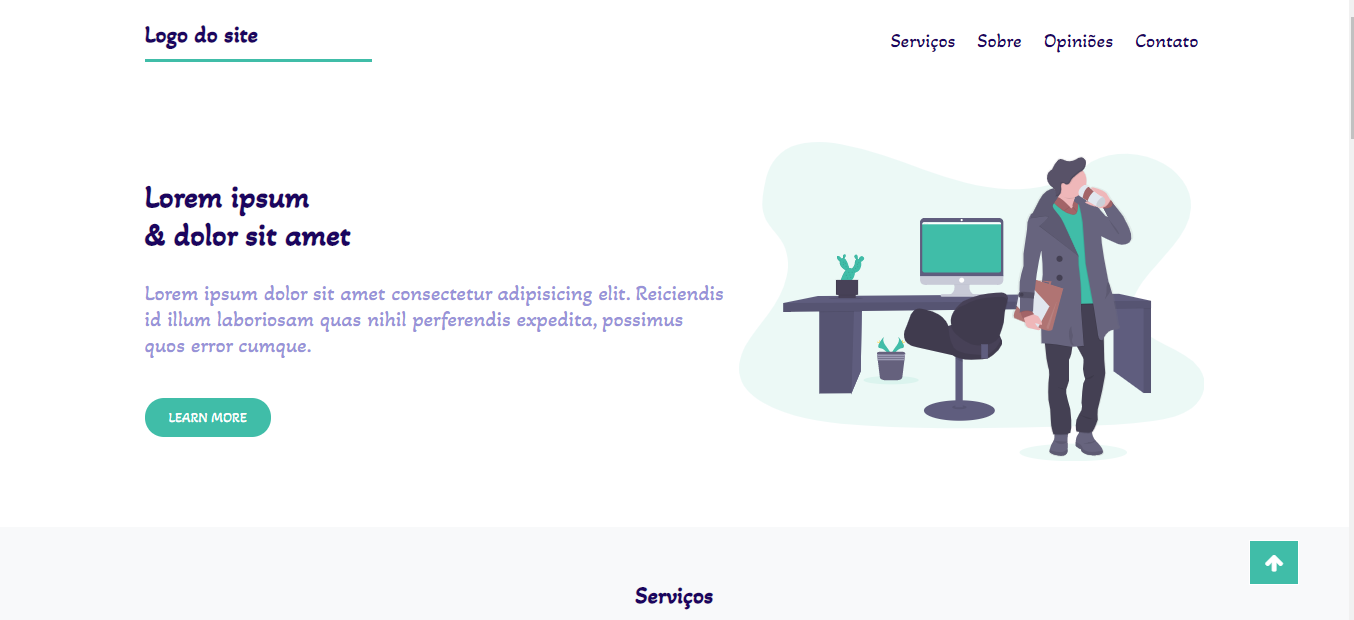 Logo do site
Serviços Sobre Opiniões Contato
Lorem ipsum
& dolor sit amet
Lorem ipsum dolor sit amet consectetur adipisicing elit. Reiciendis
id illum laboriosam quas nihil perferendis expedita, possimus
quos error cumque.
LEARN MORE
Serviços